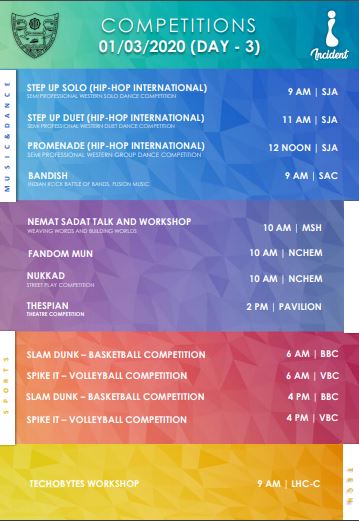 COMPETITIONS
01/03/2020 (DAY - 3)
Incident
MUSIC&DANCE
STEP UP SOLO (HIP-HOP INTERNATIONAL)
SEMI PROFESSIONAL WESTERN SOLO DANCE COMPETITION
9 AM | SJA
STEP UP DUET (HIP-HOP INTERNATIONAL)
SEMI PROFESSIONAL WESTERN DUET DANCE COMPETITION
11 AM | SJA
PROMENADE (HIP-HOP INTERNATIONAL)
SEMI PROFESSIONAL WESTERN GROUP DANCE COMPETITION
12 NOON | SJA
BANDISH
INDIAN ROCK BATTLE OF BANDS, FUSION MUSIC
9 AM | SAC
NEMAT SADAT TALK AND WORKSHOP
WEAVING WORDS AND BUILDING WORLDS
10 AM | MSH
FANDOM MUN
10 AM | NCHEM
NUKKAD
STREET PLAY COMPETITION
10 AM | NCHEM
THESPIAN
THEATRE COMPETITION
2 PM | PAVILION
SPORTS
SLAM DUNK – BASKETBALL COMPETITION
6 AM | BBC
SPIKE IT – VOLLEYBALL COMPETITION
6 AM | VBC
SLAM DUNK – BASKETBALL COMPETITION
4 PM | BBC
SPIKE IT – VOLLEYBALL COMPETITION
4 PM | VBC
TECHOBYTES WORKSHOP
9 AM | LHC-C